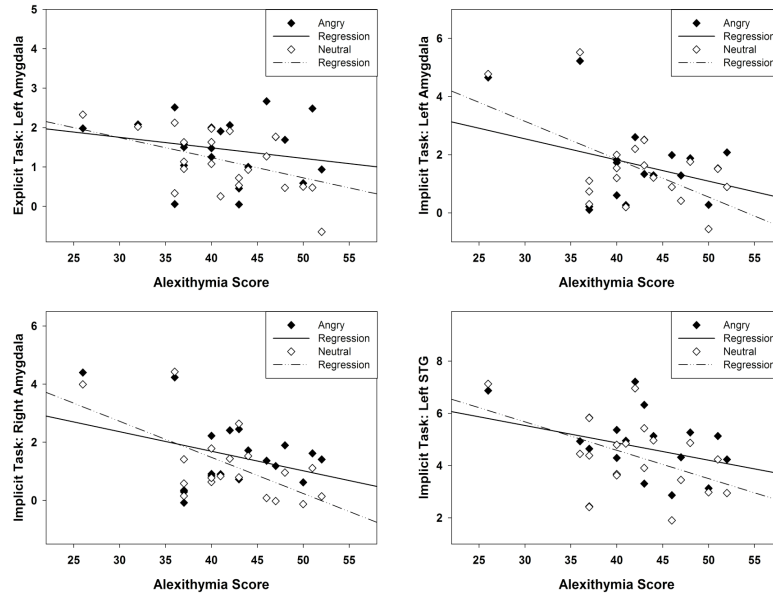 Explicit Task: Left Amygdala
5
4
3
2
1
0
Angry
Regression
Neutral
Regression
25 30 35 40 45 50 55
Alexithymia Score
Implicit Task: Left Amygdala
6
4
2
0
Angry
Regression
Neutral
Regression
25 30 35 40 45 50 55
Alexithymia Score
Implicit Task: Right Amygdala
6
4
2
0
Angry
Regression
Neutral
Regression
25 30 35 40 45 50 55
Alexithymia Score
Implicit Task: Left STG
8
6
4
2
Angry
Regression
Neutral
Regression
25 30 35 40 45 50 55
Alexithymia Score